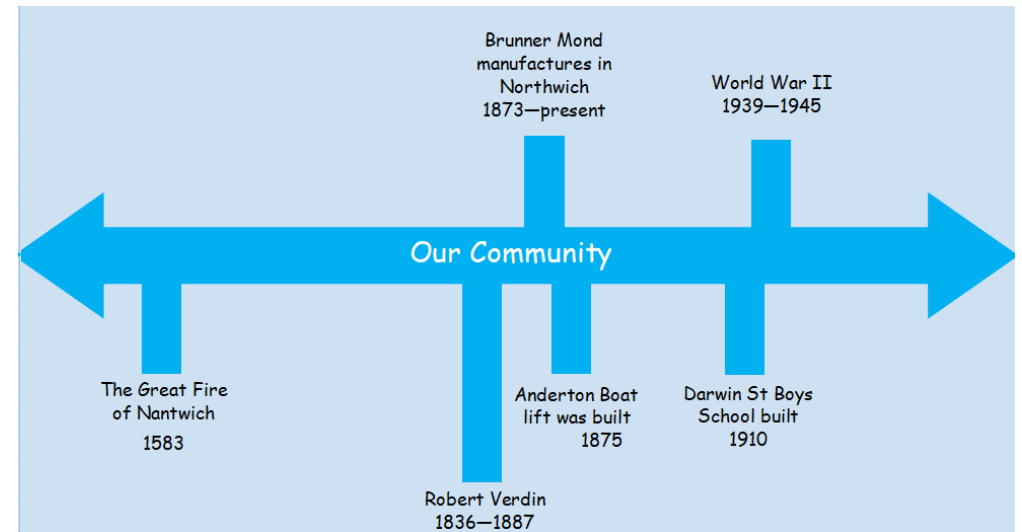 Brunner Mond
manufactures in
Northwich
1873—present
World War II
1939—1945
Our Community
The Great Fire
of Nantwich
1583
Robert Verdin
1836—1887
Anderton Boat
lift was built
1875
Darwin St Boys
School built
1910